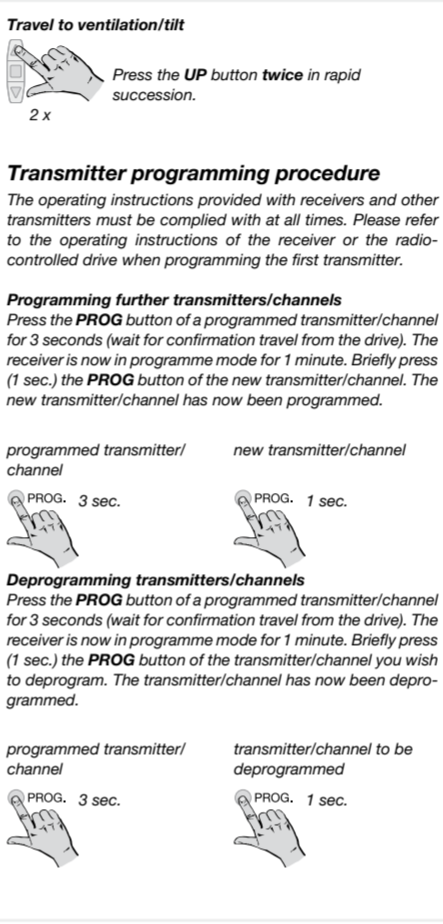 Travel to ventilation/tilt
Press the UP button twice in rapid
succession.
2 x
Transmitter programming procedure
The operating instructions provided with receivers and other
transmitters must be complied with at all times. Please refer
to the operating instructions of the receiver or the radio-
controlled drive when programming the first transmitter.
Programming further transmitters/channels
Press the PROG button of a programmed transmitter/channel
for 3 seconds (wait for confirmation travel from the drive). The
receiver is now in programme mode for 1 minute. Briefly press
(1 sec.) the PROG button of the new transmitter/channel. The
new transmitter/channel has now been programmed.
programmed transmitter/
channel
new transmitter/channel
PROG. 3 sec.
PROG. 1 sec.
Deprogramming transmitters/channels
Press the PROG button of a programmed transmitter/channel
for 3 seconds (wait for confirmation travel from the drive). The
receiver is now in programme mode for 1 minute. Briefly press
(1 sec.) the PROG button of the transmitter/channel you wish
to deprogram. The transmitter/channel has now been depro-
grammed.
programmed transmitter/
channel
transmitter/channel to be
deprogrammed
PROG. 3 sec.
PROG. 1 sec.